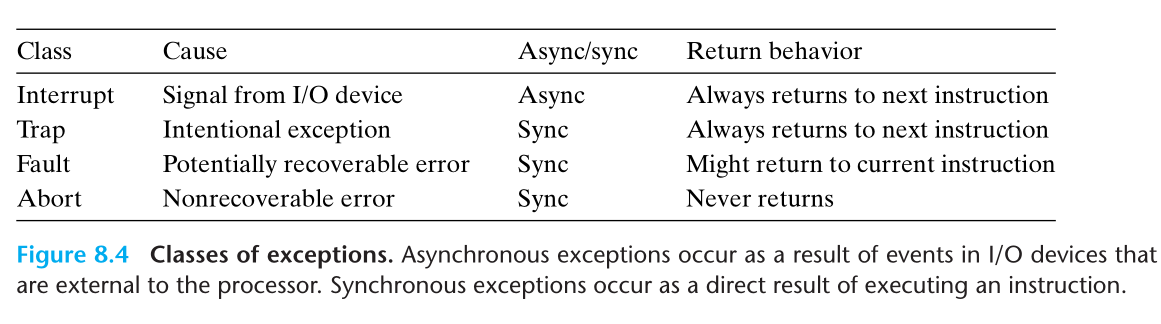 Class Cause Async/sync Return behavior
Interrupt Signal from I/O device Async Always returns to next instruction
Trap Intentional exception Sync Always returns to next instruction
Fault Potentially recoverable error Sync Might return to current instruction
Abort Nonrecoverable error Sync Never returns
Figure 8.4 Classes of exceptions. Asynchronous exceptions occur as a result of events in I/O devices that
are external to the processor. Synchronous exceptions occur as a direct result of executing an instruction.